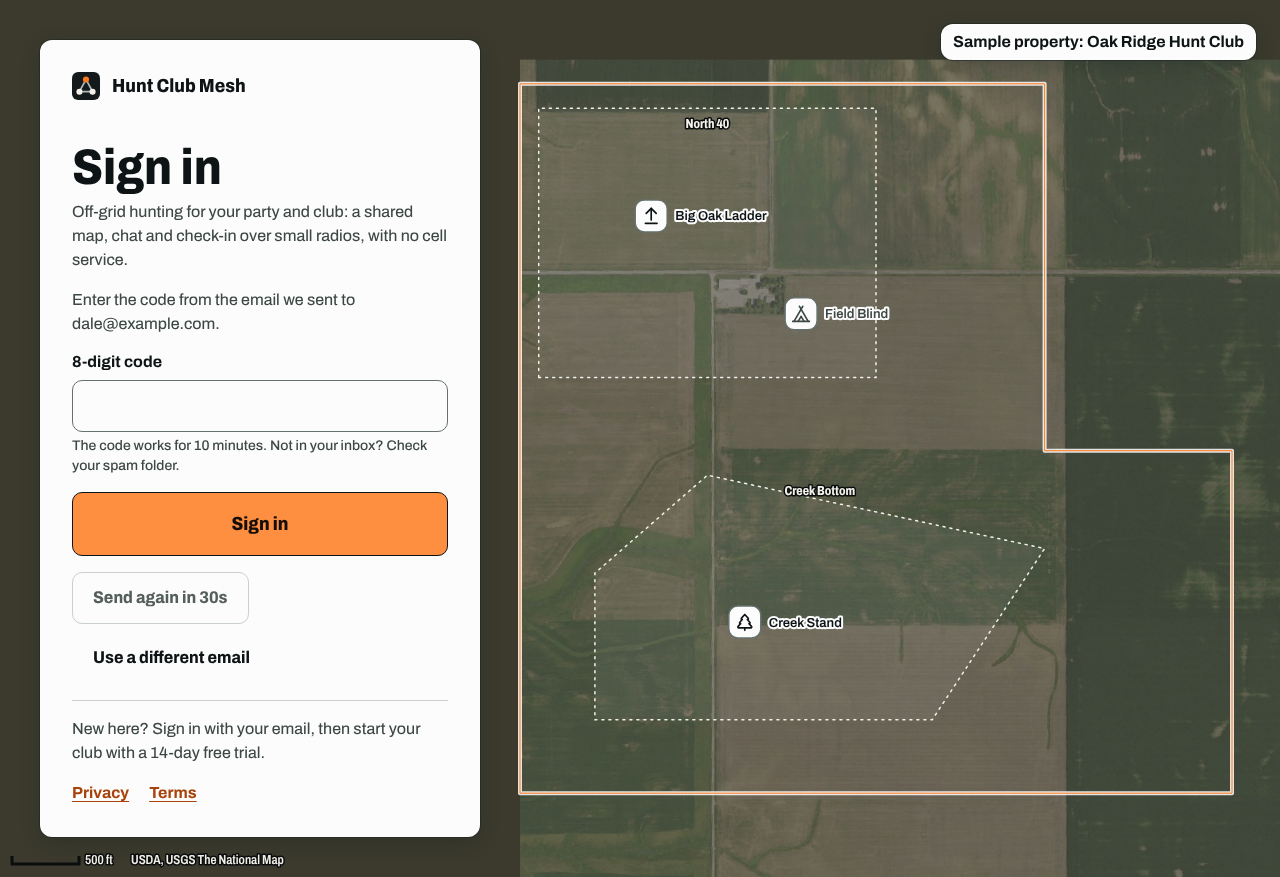 Hunt Club Mesh
Sign in
Off-grid hunting for your party and club: a shared
map, chat and check-in over small radios, with no cell
service.
Enter the code from the email we sent to
dale@example.com.
8-digit code
The code works for 10 minutes. Not in your inbox? Check
your spam folder.
Sign in
Send again in 30s
Use a different email
New here? Sign in with your email, then start your
club with a 14-day free trial.
Privacy Terms
500 ft USDA, USGS The National Map
Sample property: Oak Ridge Hunt Club
North 40
Big Oak Ladder
Field Blind
Creek Bottom
Creek Stand